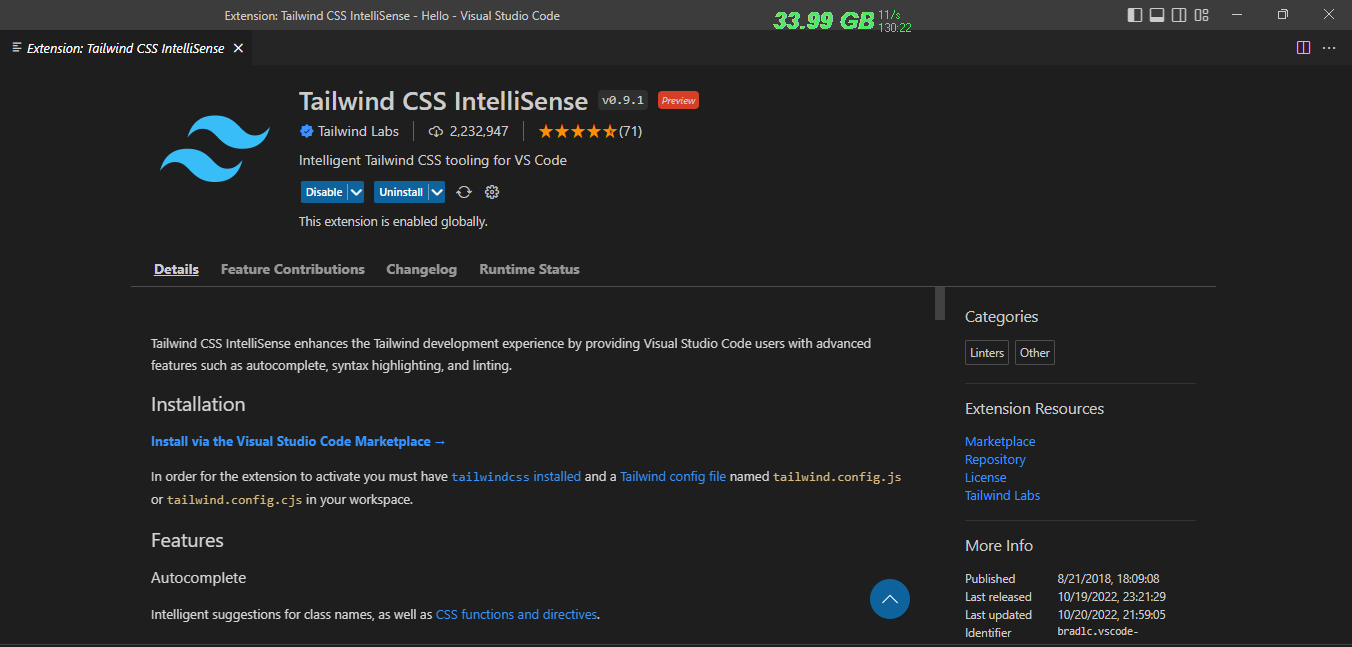 Extension: Tailwind CSS IntelliSense - Hello - Visual Studio Code
33.99 GB 11/s
130:22
Extension: Tailwind CSS IntelliSense
Tailwind CSS IntelliSense v0.9.1 Preview
Tailwind Labs 2,232,947 (71)
Intelligent Tailwind CSS tooling for VS Code
Disable Uninstall
This extension is enabled globally.
Details Feature Contributions Changelog Runtime Status
Tailwind CSS IntelliSense enhances the Tailwind development experience by providing Visual Studio Code users with advanced
features such as autocomplete, syntax highlighting, and linting.
Installation
Install via the Visual Studio Code Marketplace →
In order for the extension to activate you must have tailwindcss installed and a Tailwind config file named tailwind.config.js
or tailwind.config.cjs in your workspace.
Features
Autocomplete
Intelligent suggestions for class names, as well as CSS functions and directives.
Categories
Linters Other
Extension Resources
Marketplace
Repository
License
Tailwind Labs
More Info
Published 8/21/2018, 18:09:08
Last released 10/19/2022, 23:21:29
Last updated 10/20/2022, 21:59:05
Identifier bradlc.vscode-